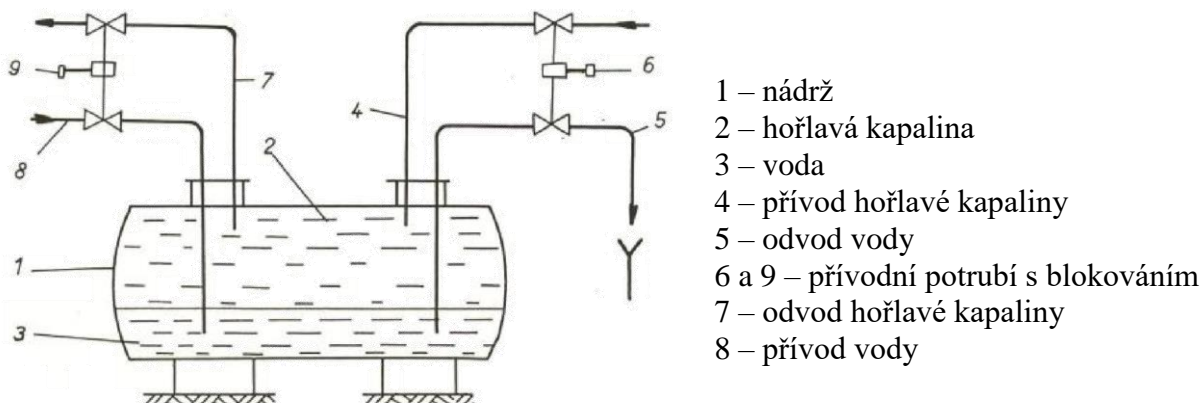 9
7
4
6
5
8
2
1
3
1 – nádrž
2 – hořlavá kapalina
3 – voda
4 – přívod hořlavé kapaliny
5 – odvod vody
6 a 9 – přívodní potrubí s blokováním
7 – odvod hořlavé kapaliny
8 – přívod vody